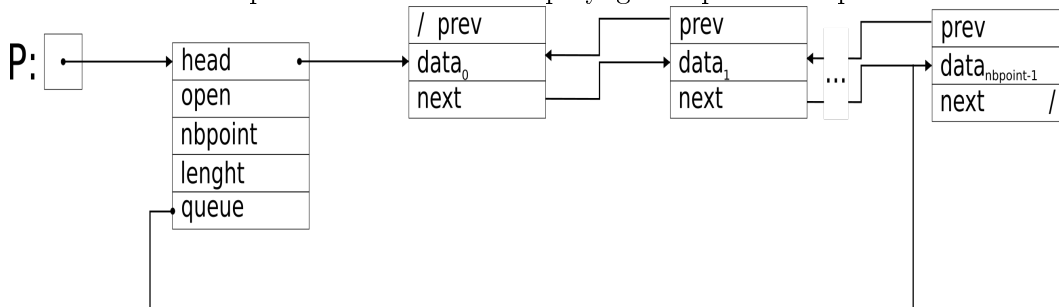 P:
head
open
nbpoint
lenght
queue
/ prev
data0
next
prev
data1
next
...
prev
datanbpoint-1
next /